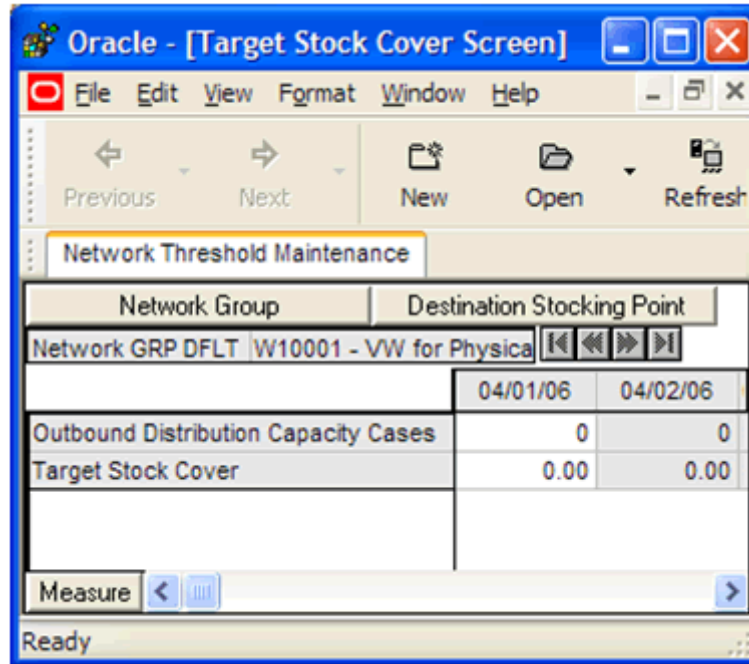 Oracle - [Target Stock Cover Screen]
File Edit View Format Window Help
Previous Next New Open Refresh
Network Threshold Maintenance
Network Group Destination Stocking Point
Network GRP DFLT W10001 - VW for Physica
04/01/06 04/02/06
Outbound Distribution Capacity Cases 0 0
Target Stock Cover 0.00 0.00
Measure
Ready